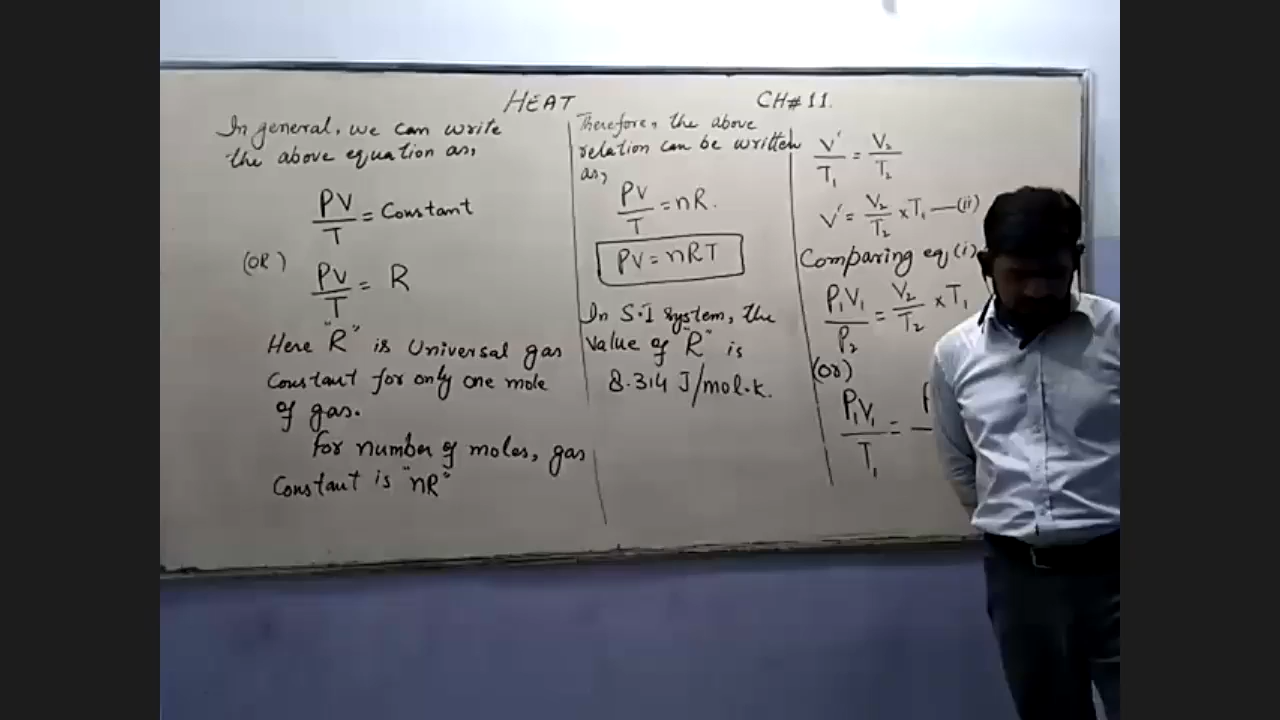 HEAT CH# 11.
In general, we can write
the above equation as,
PV/T = Constant
(OR)
PV/T = R
Here "R" is Universal gas
Constant for only one mole
of gas.
For number of moles, gas
Constant is "nR"
Therefore, the above
relation can be written
as,
PV/T = nR.
PV = nRT
In S.I system, the
value of "R" is
8.314 J/mol.k.
V'/T₁ = V₂/T₂
V' = V₂/T₂ × T₁ —(ii)
Comparing eq (i)
P₁V₁/P₂ = V₂/T₂ × T₁
(or)
P₁V₁/T₁ =